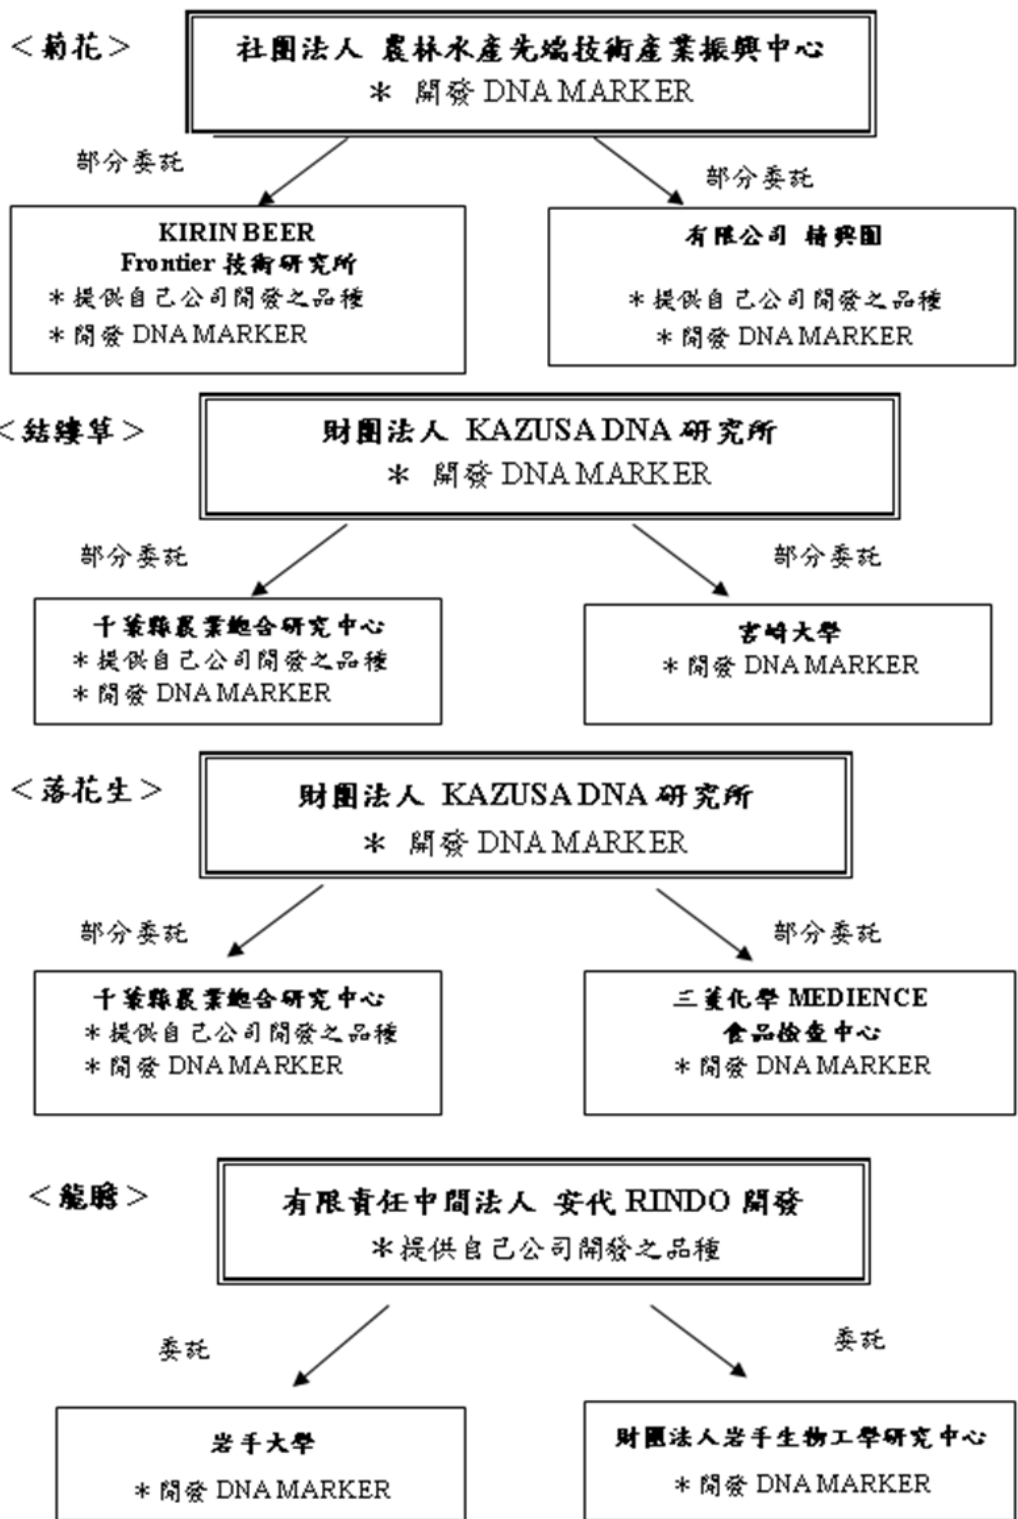 ＜菊花＞
社團法人 農林水產先端技術產業振興中心
＊ 開發 DNA MARKER
部分委託
部分委託
KIRIN BEER
Frontier 技術研究所
＊提供自己公司開發之品種
＊開發 DNA MARKER
有限公司 精興園
＊提供自己公司開發之品種
＊開發 DNA MARKER
＜結縷草＞
財團法人 KAZUSA DNA 研究所
＊ 開發 DNA MARKER
部分委託
部分委託
千葉縣農業總合研究中心
＊提供自己公司開發之品種
＊開發 DNA MARKER
宮崎大學
＊開發 DNA MARKER
＜落花生＞
財團法人 KAZUSA DNA 研究所
＊ 開發 DNA MARKER
部分委託
部分委託
千葉縣農業總合研究中心
＊提供自己公司開發之品種
＊開發 DNA MARKER
三菱化學 MEDIENCE
食品檢查中心
＊開發 DNA MARKER
＜龍膽＞
有限責任中間法人 安代 RINDO 開發
＊提供自己公司開發之品種
委託
委託
岩手大學
＊開發 DNA MARKER
財團法人岩手生物工學研究中心
＊開發 DNA MARKER